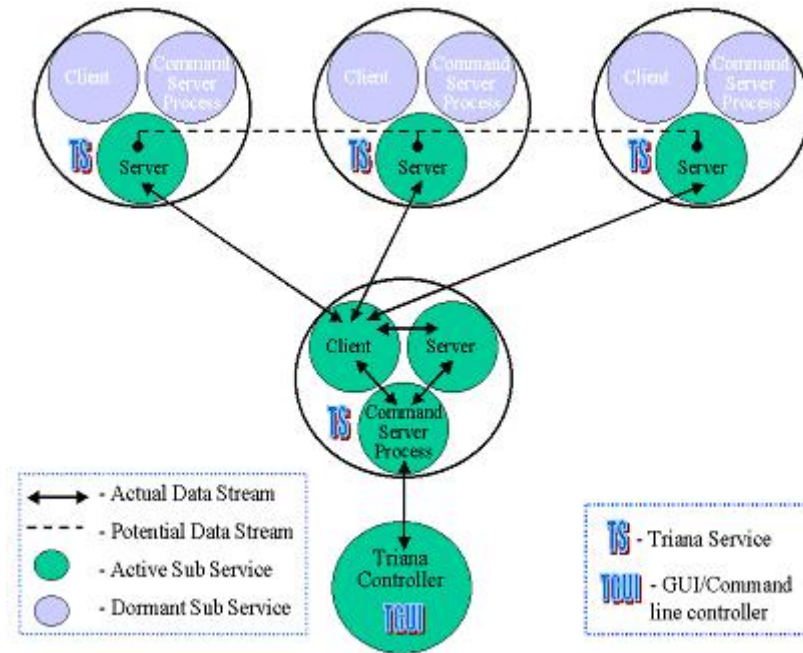 Client
Command
Server
Process
TS
Server
Client
Command
Server
Process
TS
Server
Client
Command
Server
Process
TS
Server
Client
Server
TS
Command
Server
Process
Triana
Controller
TGUI
- Actual Data Stream
- Potential Data Stream
- Active Sub Service
- Dormant Sub Service
TS - Triana Service
TGUI - GUI/Command
line controller